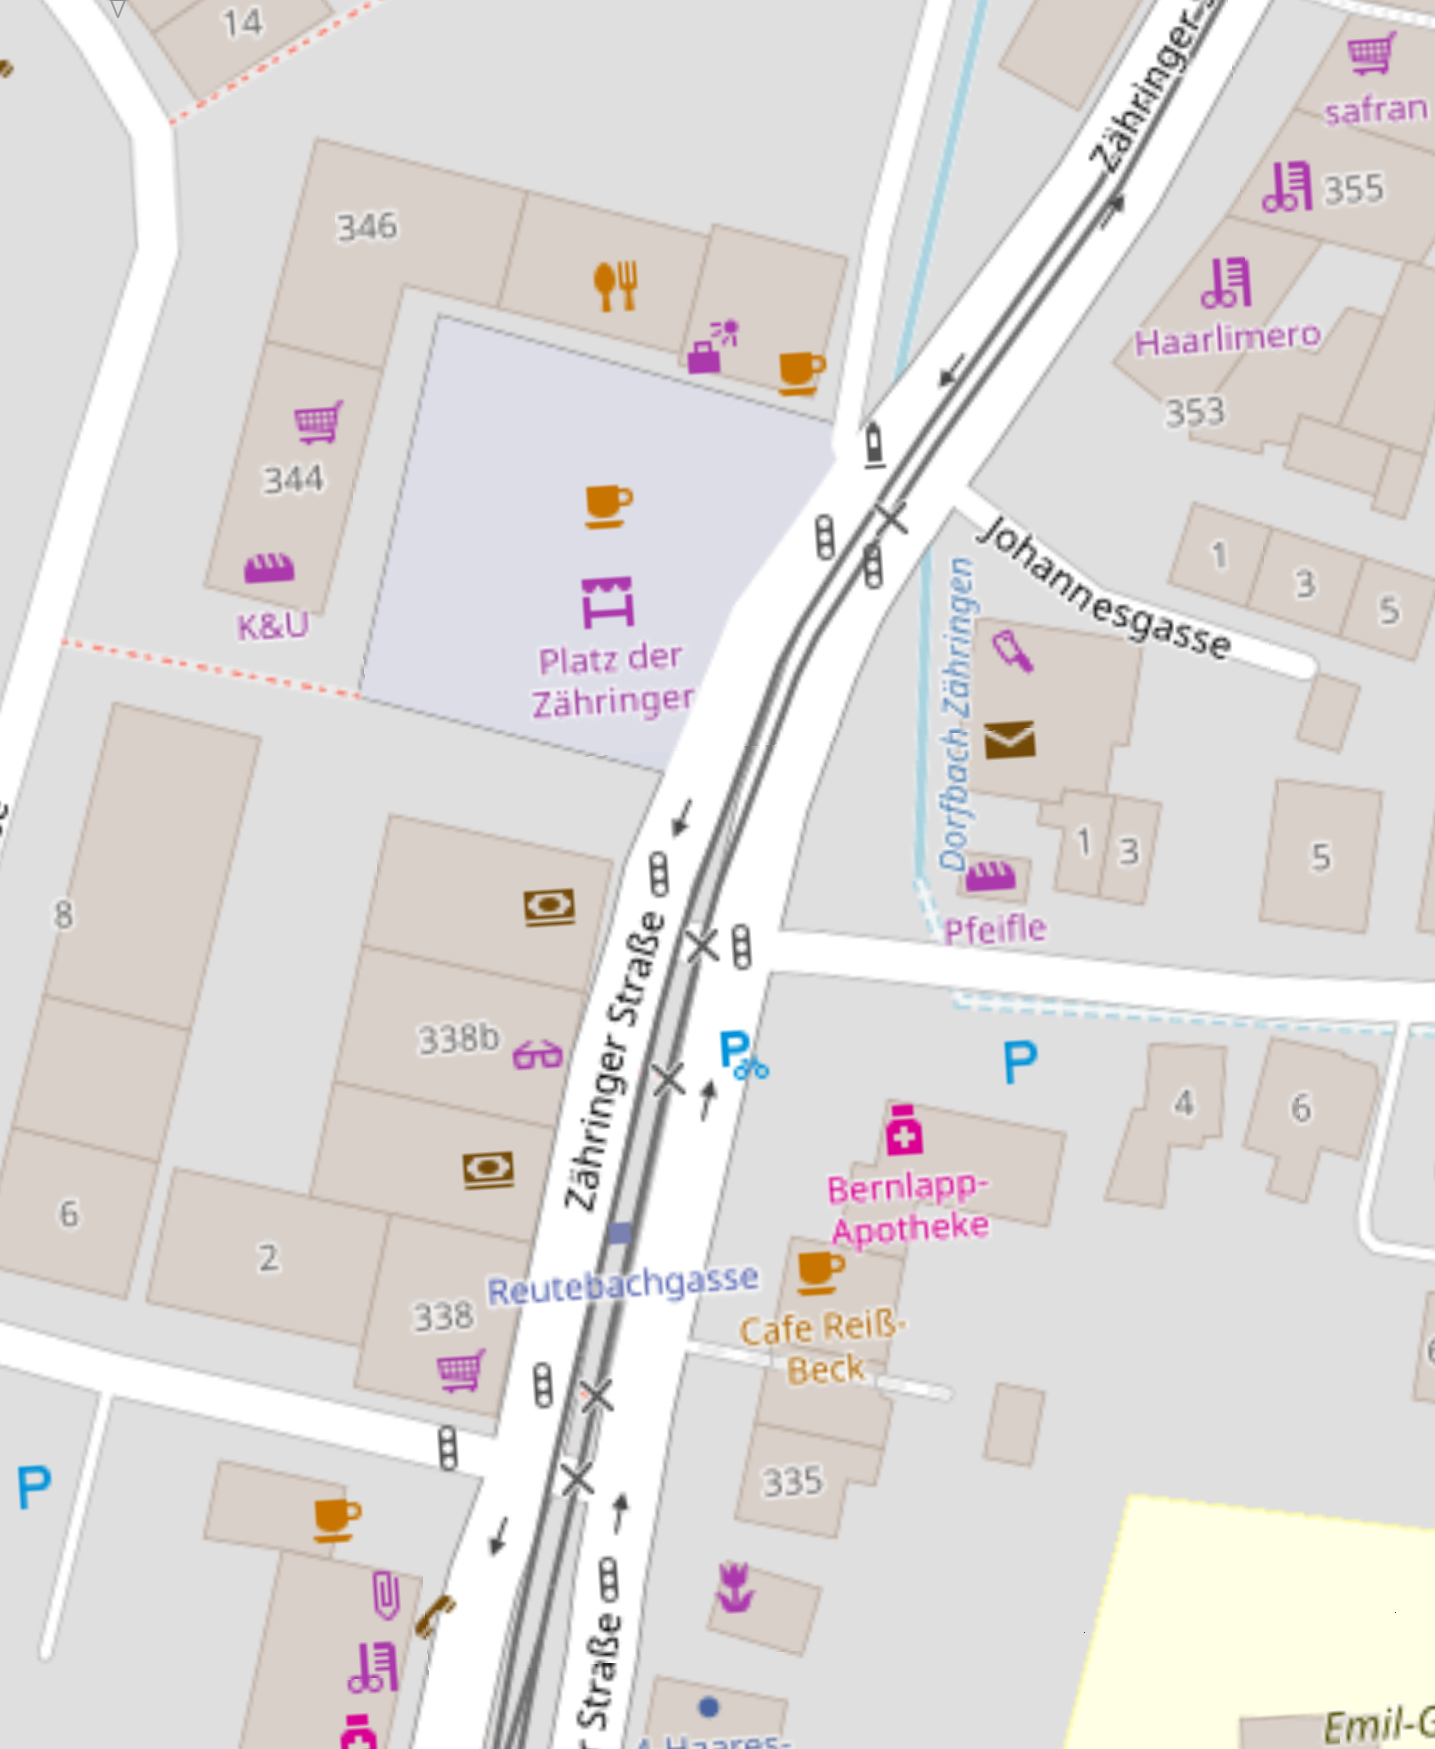 14
Zähringer S
safran
355
346
Haarlimero
353
344
K&U
Platz der
Zähringer
Johannesgasse
1
3
5
Dorfbach Zähringen
1
3
5
8
Pfeifle
Zähringer Straße
338b
P
P
4
6
Bernlapp-
Apotheke
6
2
338
Reutebachgasse
Cafe Reiß-
Beck
335
P
Straße
Emil-G
Haares-